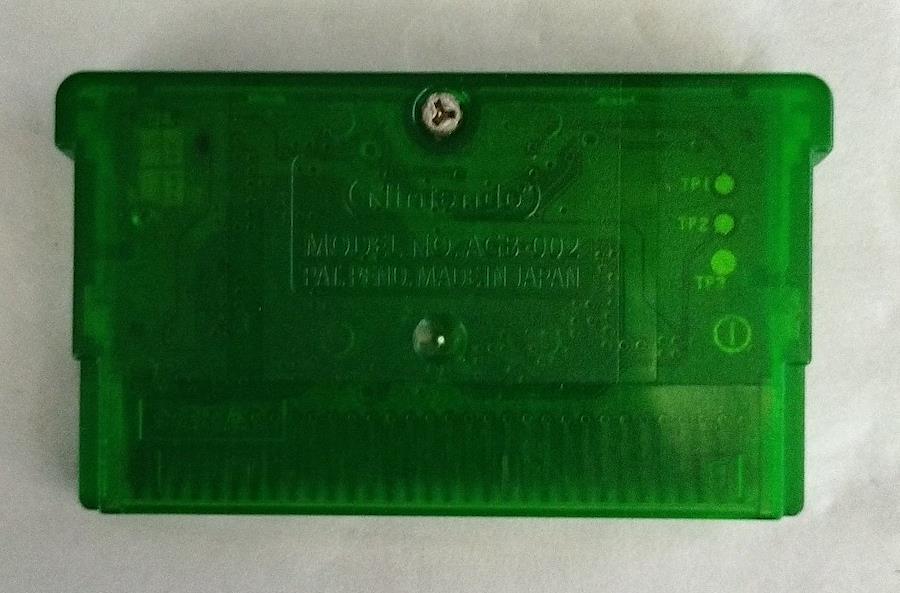 Nintendo
MODEL NO. AGB-002
PAT. PEND. MADE IN JAPAN
TP1
TP2
TP3